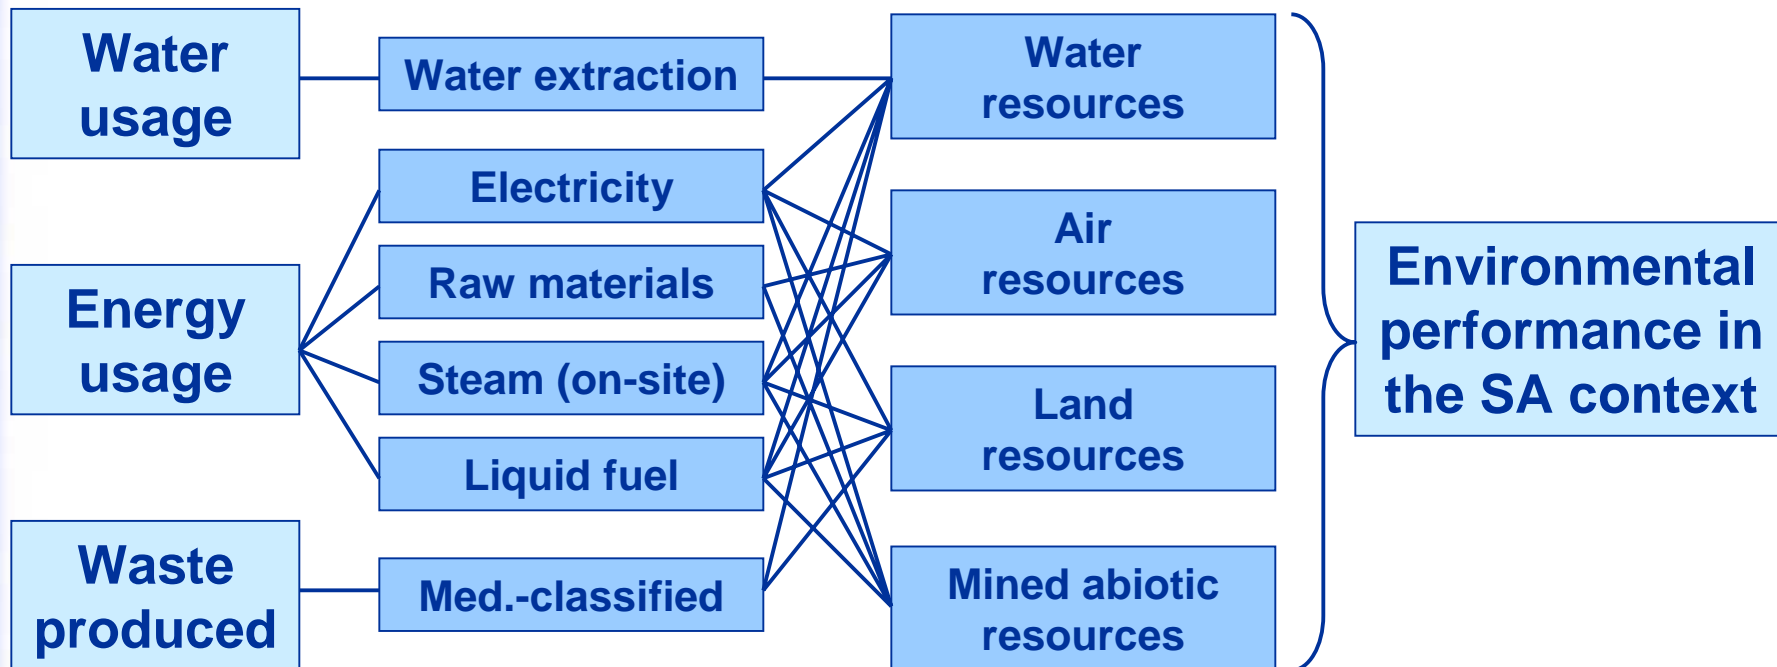 Water
usage
Energy
usage
Waste
produced
Water extraction
Electricity
Raw materials
Steam (on-site)
Liquid fuel
Med.-classified
Water
resources
Air
resources
Land
resources
Mined abiotic
resources
Environmental
performance in
the SA context